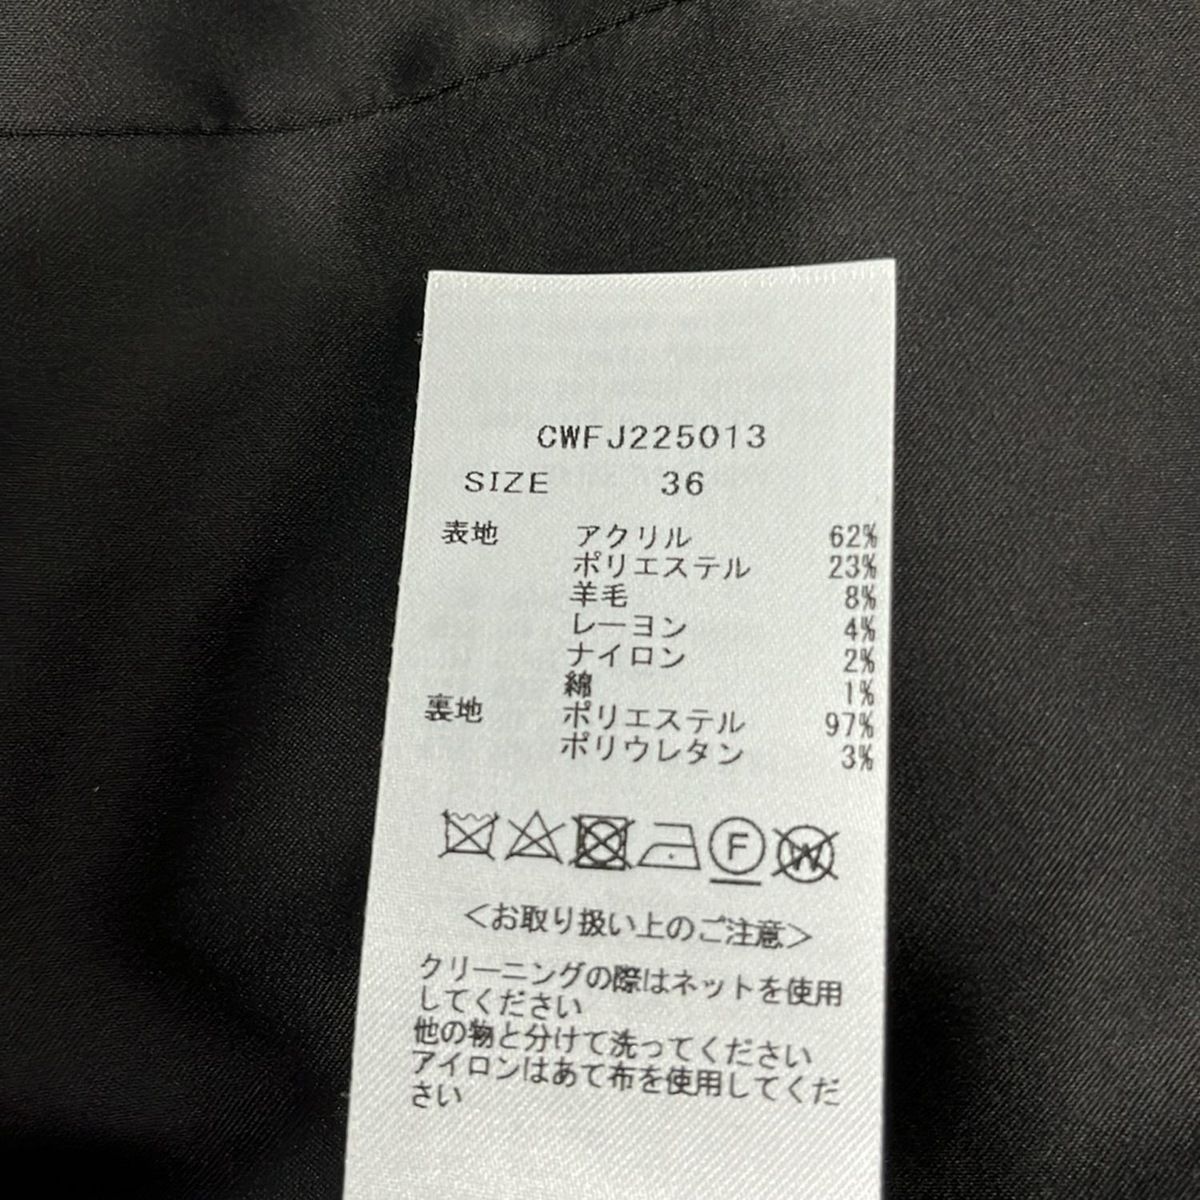 CWFJ225013
SIZE 36
表地 アクリル 62%
ポリエステル 23%
羊毛 8%
レーヨン 4%
ナイロン 2%
綿 1%
裏地 ポリエステル 97%
ポリウレタン 3%
F W
<お取り扱い上のご注意>
クリーニングの際はネットを使用
してください
他の物と分けて洗ってください
アイロンはあて布を使用してくだ
さい